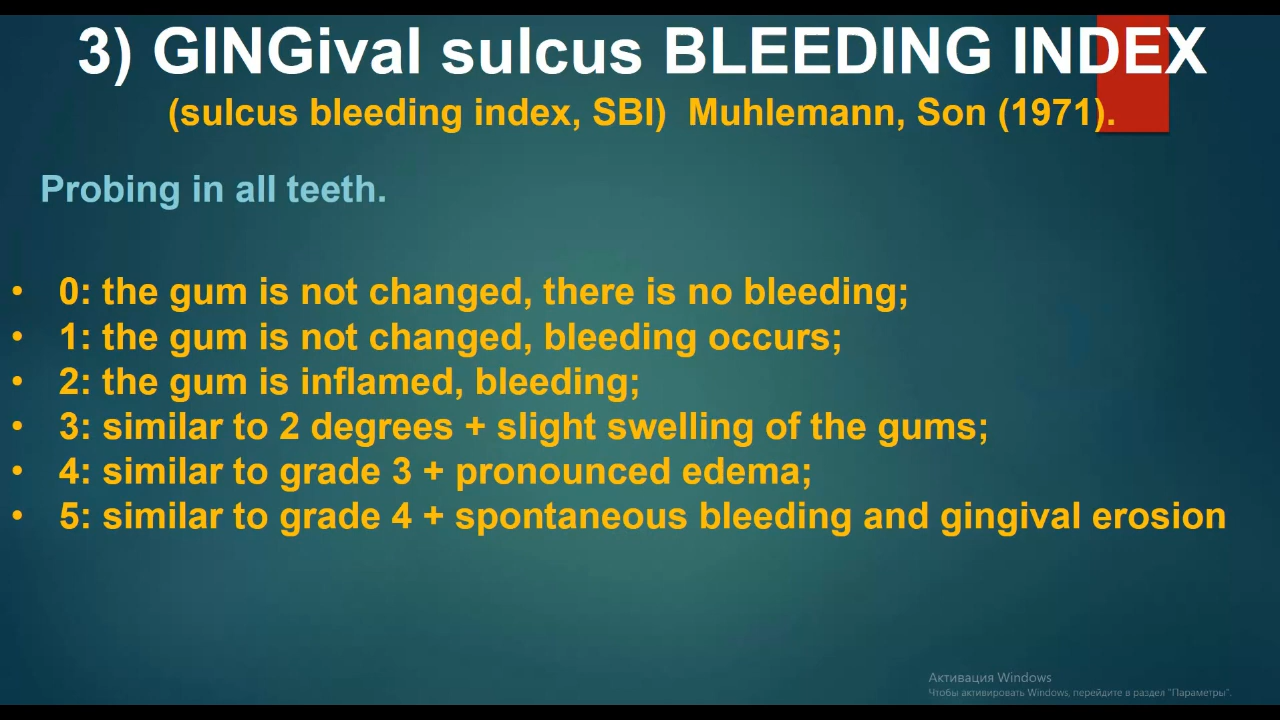 3) GINGival sulcus BLEEDING INDEX
(sulcus bleeding index, SBI) Muhlemann, Son (1971).
Probing in all teeth.
• 0: the gum is not changed, there is no bleeding;
• 1: the gum is not changed, bleeding occurs;
• 2: the gum is inflamed, bleeding;
• 3: similar to 2 degrees + slight swelling of the gums;
• 4: similar to grade 3 + pronounced edema;
• 5: similar to grade 4 + spontaneous bleeding and gingival erosion
Активация Windows
Чтобы активировать Windows, перейдите в раздел "Параметры".